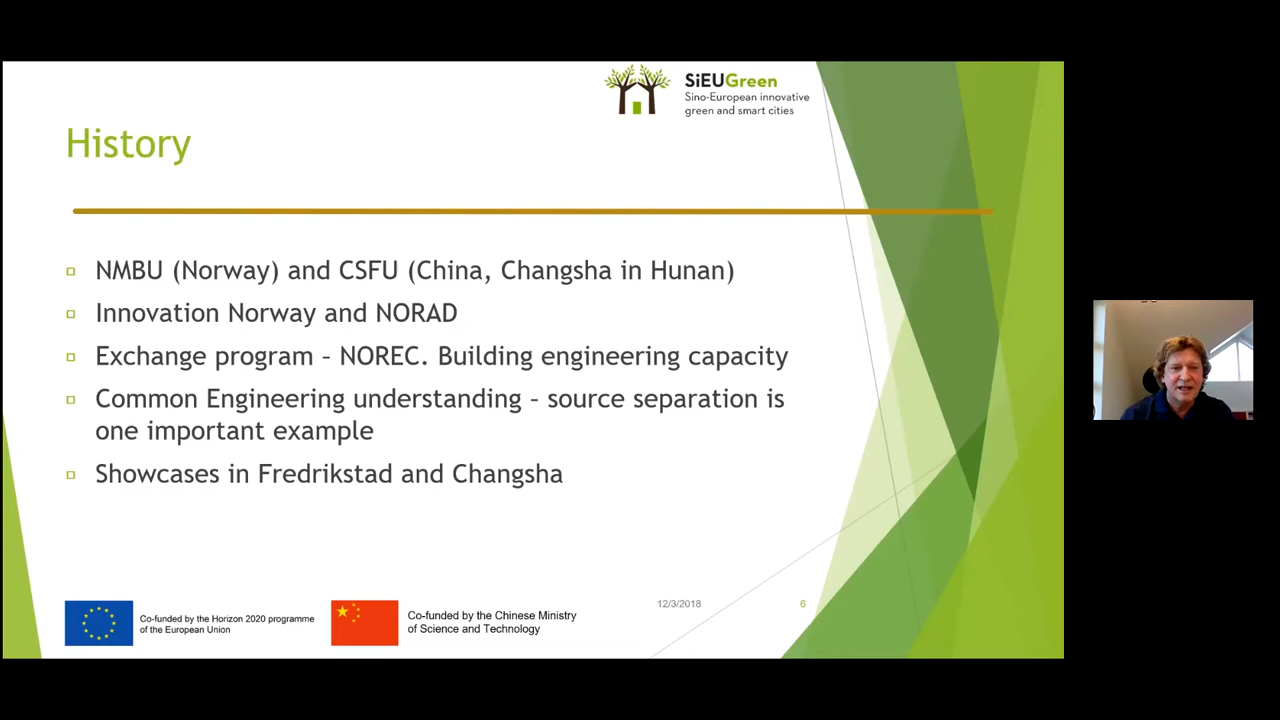 SiEUGreen
Sino-European innovative
green and smart cities
History
NMBU (Norway) and CSFU (China, Changsha in Hunan)
Innovation Norway and NORAD
Exchange program – NOREC. Building engineering capacity
Common Engineering understanding – source separation is
one important example
Showcases in Fredrikstad and Changsha
Co-funded by the Horizon 2020 programme
of the European Union
Co-funded by the Chinese Ministry
of Science and Technology
12/3/2018
6